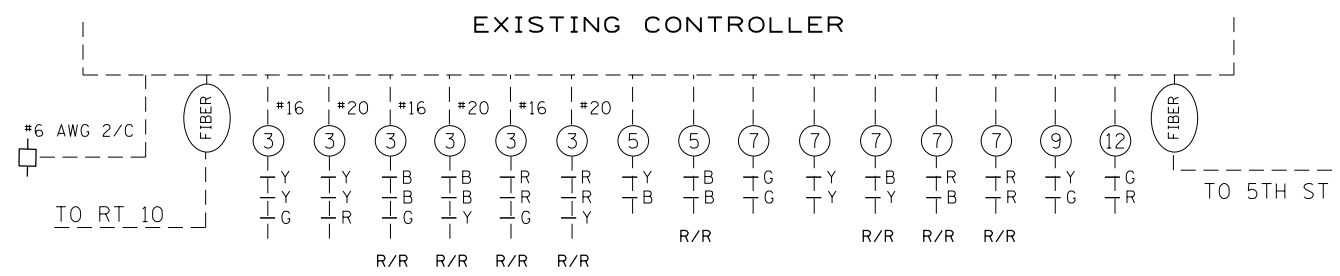 EXISTING CONTROLLER
#16 #20 #16 #20 #16 #20
#6 AWG 2/C
FIBER
FIBER
3 3 3 3 3 3 5 5 7 7 7 7 7 9 12
Y Y B B R R Y B G Y B R R Y G
Y Y B B R R B B G Y Y B R G R
G R G Y G Y
TO RT 10
TO 5TH ST
R/R R/R R/R
R/R R/R R/R R/R R/R